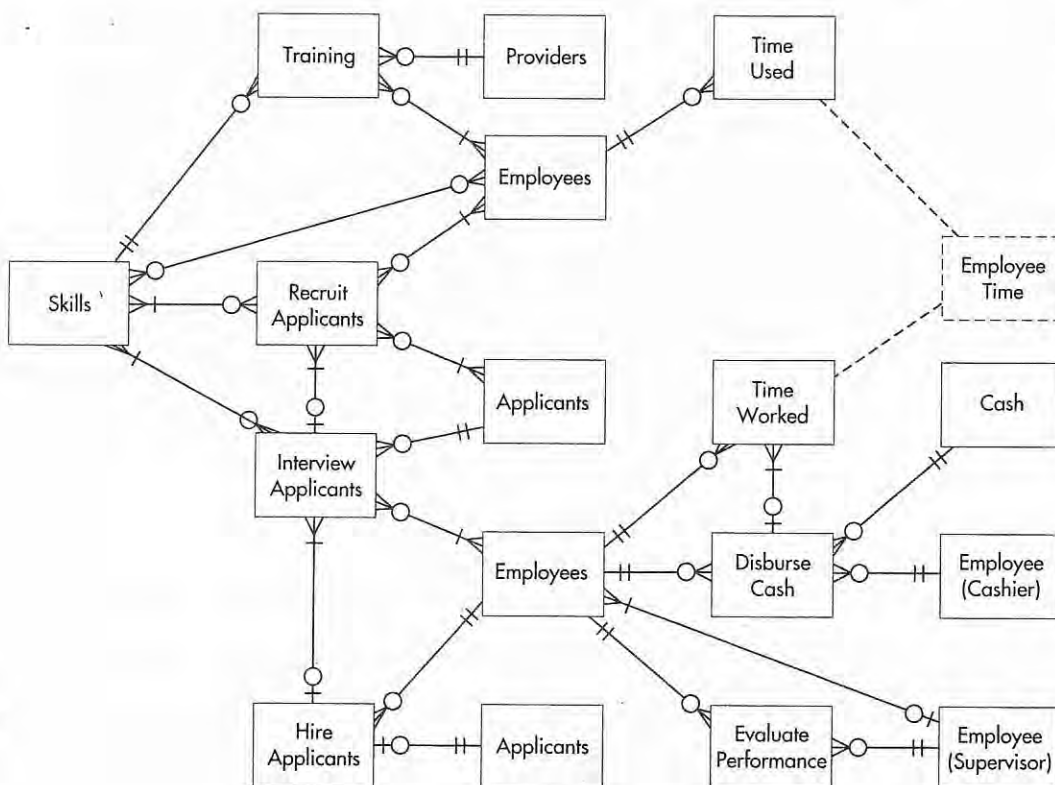 Training
Providers
Time
Used
Employees
Employee
Time
Skills
Recruit
Applicants
Applicants
Time
Worked
Cash
Interview
Applicants
Employees
Disburse
Cash
Employee
(Cashier)
Hire
Applicants
Applicants
Evaluate
Performance
Employee
(Supervisor)